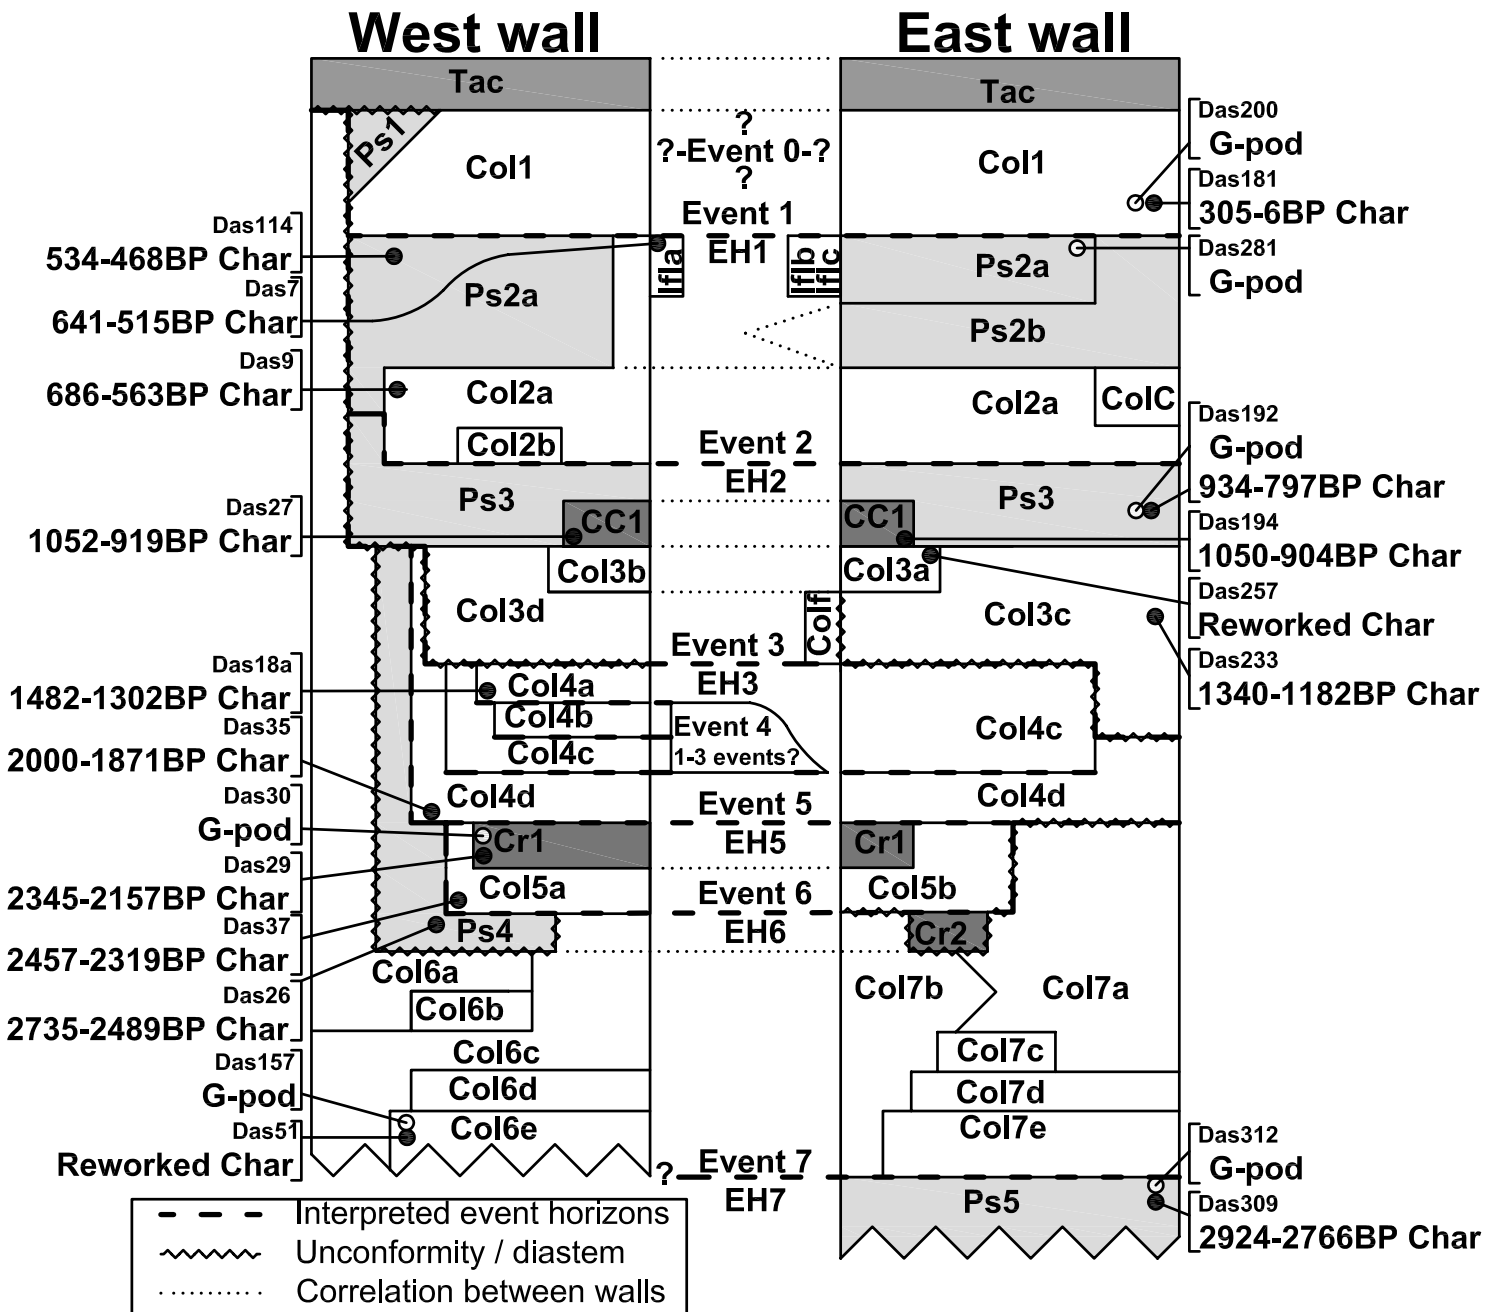 West wall
East wall
Tac
Tac
Ps1
Col1
?
?-Event 0-?
?
Col1
Das200
G-pod
Das181
305-6BP Char
Das114
534-468BP Char
Das7
641-515BP Char
Event 1
EH1
IfIa
IfIb
IfIc
Ps2a
Ps2a
Ps2b
Das281
G-pod
Das9
686-563BP Char
Col2a
Col2b
Col2a
ColC
Event 2
EH2
Das192
G-pod
934-797BP Char
Ps3
CC1
CC1
Ps3
Das27
1052-919BP Char
Das194
1050-904BP Char
Col3b
Col3d
Col3a
Colf
Col3c
Das257
Reworked Char
Das233
1340-1182BP Char
Event 3
EH3
Das18a
1482-1302BP Char
Col4a
Col4b
Col4c
Event 4
1-3 events?
Col4c
Das35
2000-1871BP Char
Col4d
Col4d
Event 5
EH5
Das30
G-pod
Cr1
Cr1
Das29
2345-2157BP Char
Col5a
Col5b
Event 6
EH6
Das37
2457-2319BP Char
Ps4
Cr2
Das26
2735-2489BP Char
Col6a
Col6b
Col7b
Col7a
Col6c
Col7c
Das157
G-pod
Col6d
Col7d
Das51
Reworked Char
Col6e
Col7e
?
Event 7
EH7
Ps5
Das312
G-pod
Das309
2924-2766BP Char
Interpreted event horizons
Unconformity / diastem
Correlation between walls